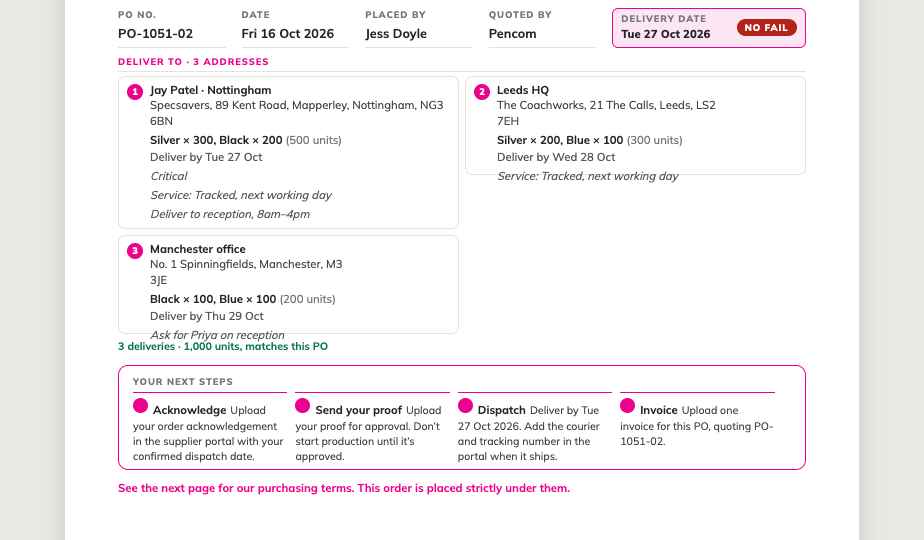 PO NO.
DATE
PLACED BY
QUOTED BY
DELIVERY DATE
NO FAIL
PO-1051-02
Fri 16 Oct 2026
Jess Doyle
Pencom
Tue 27 Oct 2026
DELIVER TO · 3 ADDRESSES
1
Jay Patel · Nottingham
Specsavers, 89 Kent Road, Mapperley, Nottingham, NG3
6BN
Silver × 300, Black × 200 (500 units)
Deliver by Tue 27 Oct
Critical
Service: Tracked, next working day
Deliver to reception, 8am–4pm
2
Leeds HQ
The Coachworks, 21 The Calls, Leeds, LS2
7EH
Silver × 200, Blue × 100 (300 units)
Deliver by Wed 28 Oct
Service: Tracked, next working day
3
Manchester office
No. 1 Spinningfields, Manchester, M3
3JE
Black × 100, Blue × 100 (200 units)
Deliver by Thu 29 Oct
Ask for Priya on reception
3 deliveries · 1,000 units, matches this PO
YOUR NEXT STEPS
Acknowledge Upload
your order acknowledgement
in the supplier portal with your
confirmed dispatch date.
Send your proof Upload
your proof for approval. Don't
start production until it's
approved.
Dispatch Deliver by Tue
27 Oct 2026. Add the courier
and tracking number in the
portal when it ships.
Invoice Upload one
invoice for this PO, quoting PO-
1051-02.
See the next page for our purchasing terms. This order is placed strictly under them.